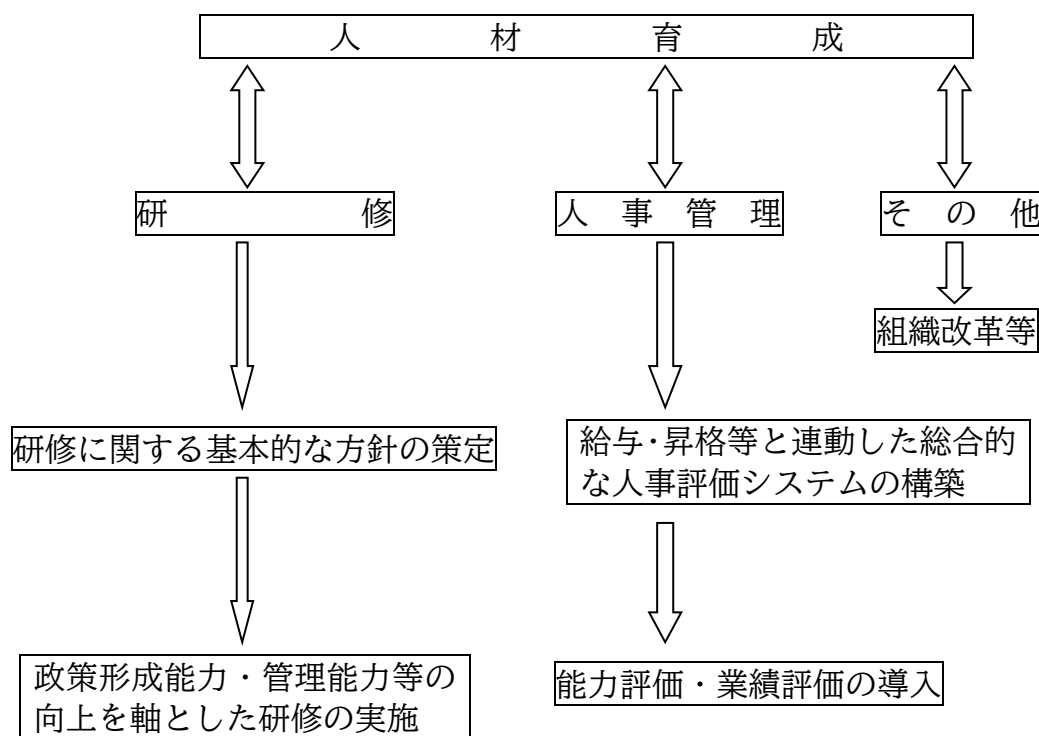 人材育成
研修
人事管理
その他
組織改革等
研修に関する基本的な方針の策定
給与・昇格等と連動した総合的
な人事評価システムの構築
政策形成能力・管理能力等の
向上を軸とした研修の実施
能力評価・業績評価の導入